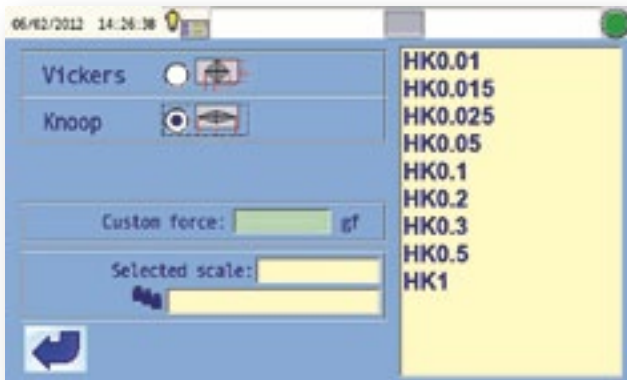 06/02/2012 14:26:38
Vickers
Knoop
Custom force: gf
Selected scale:
HK0.01
HK0.015
HK0.025
HK0.05
HK0.1
HK0.2
HK0.3
HK0.5
HK1